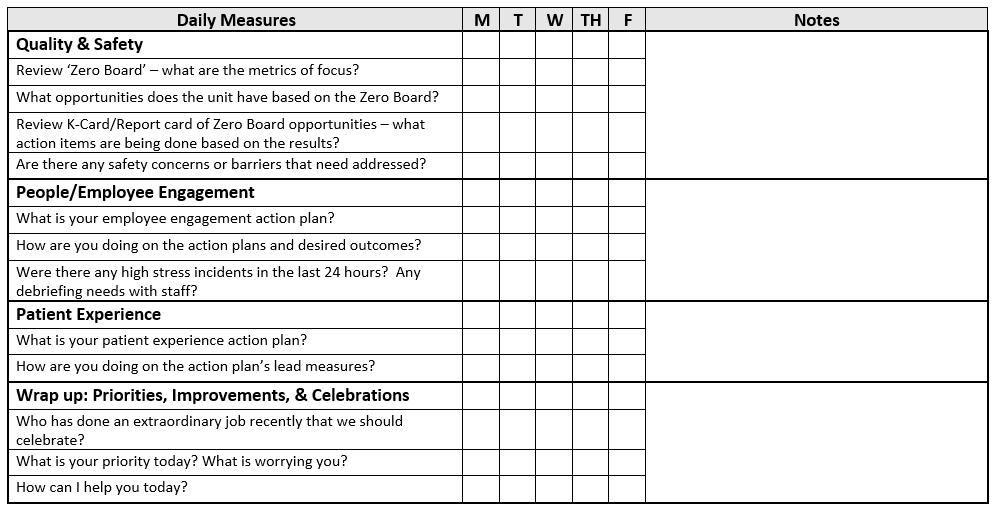 Daily Measures M T W TH F Notes
Quality & Safety
Review ‘Zero Board’ – what are the metrics of focus?
What opportunities does the unit have based on the Zero Board?
Review K-Card/Report card of Zero Board opportunities – what
action items are being done based on the results?
Are there any safety concerns or barriers that need addressed?
People/Employee Engagement
What is your employee engagement action plan?
How are you doing on the action plans and desired outcomes?
Were there any high stress incidents in the last 24 hours?  Any
debriefing needs with staff?
Patient Experience
What is your patient experience action plan?
How are you doing on the action plan’s lead measures?
Wrap up: Priorities, Improvements, & Celebrations
Who has done an extraordinary job recently that we should
celebrate?
What is your priority today? What is worrying you?
How can I help you today?